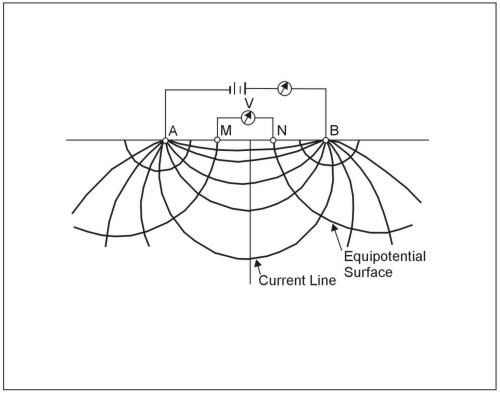 V
A
M
N
B
Equipotential
Surface
Current Line